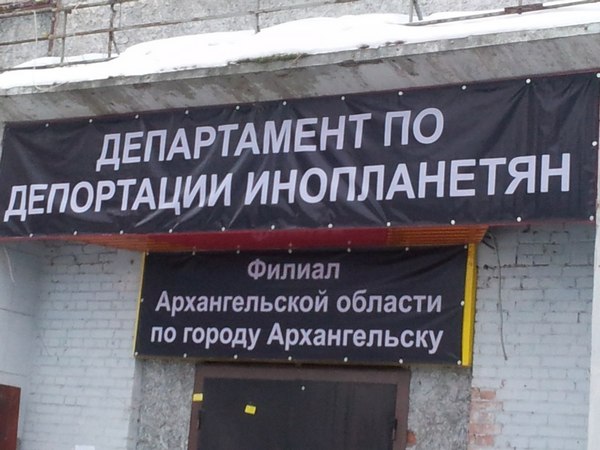 ДЕПАРТАМЕНТ ПО
ДЕПОРТАЦИИ ИНОПЛАНЕТЯН
Филиал
Архангельской области
по городу Архангельску